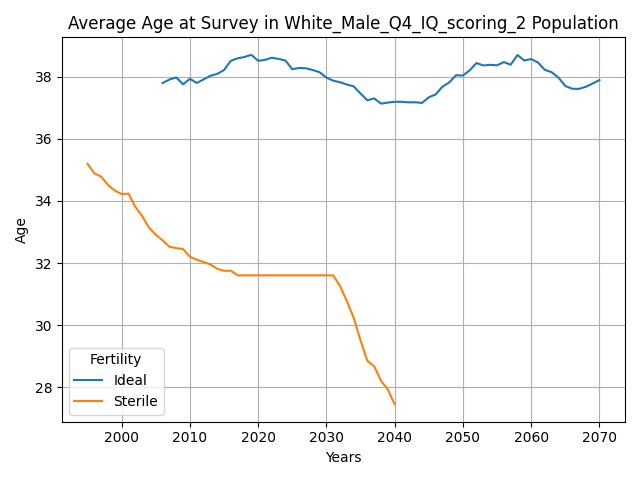 Average Age at Survey in White_Male_Q4_IQ_scoring_2 Population
Age
38
36
34
32
30
28
Fertility
Ideal
Sterile
2000 2010 2020 2030 2040 2050 2060 2070
Years